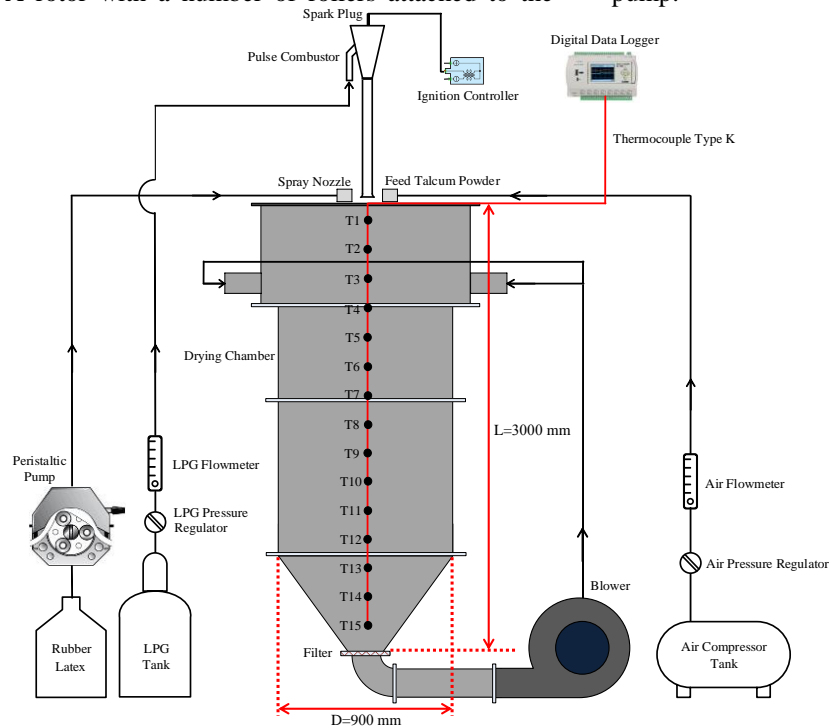 A rotor with a number of rollers attached to the pump.
Spark Plug
Digital Data Logger
Pulse Combustor
Ignition Controller
Thermocouple Type K
Spray Nozzle
Feed Talcum Powder
T1
T2
T3
T4
T5
Drying Chamber
T6
T7
T8
L=3000 mm
T9
Peristaltic
Pump
LPG Flowmeter
T10
Air Flowmeter
LPG Pressure
Regulator
T11
T12
T13
Air Pressure Regulator
T14
Blower
T15
Rubber
Latex
LPG
Tank
Filter
Air Compressor
Tank
D=900 mm